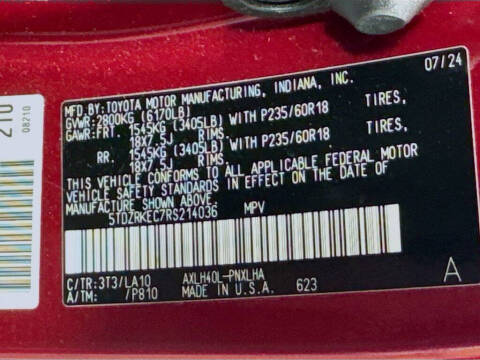 210
08210
07/24
MFD. BY: TOYOTA MOTOR MANUFACTURING, INDIANA, INC.
GVWR: 2800KG (6170LB)
GAWR: FRT. 1545KG (3405LB) WITH P235/60R18 TIRES,
18X7.5J RIMS
RR. 1545KG (3405LB) WITH P235/60R18 TIRES,
18X7.5J RIMS
THIS VEHICLE CONFORMS TO ALL APPLICABLE FEDERAL MOTOR
VEHICLE SAFETY STANDARDS IN EFFECT ON THE DATE OF
MANUFACTURE SHOWN ABOVE.
5TDZRKEC7RS214036 MPV
C/TR:3T3/LA10 AXLH40L-PNXLHA
A/TM: /P810 MADE IN U.S.A. 623
A